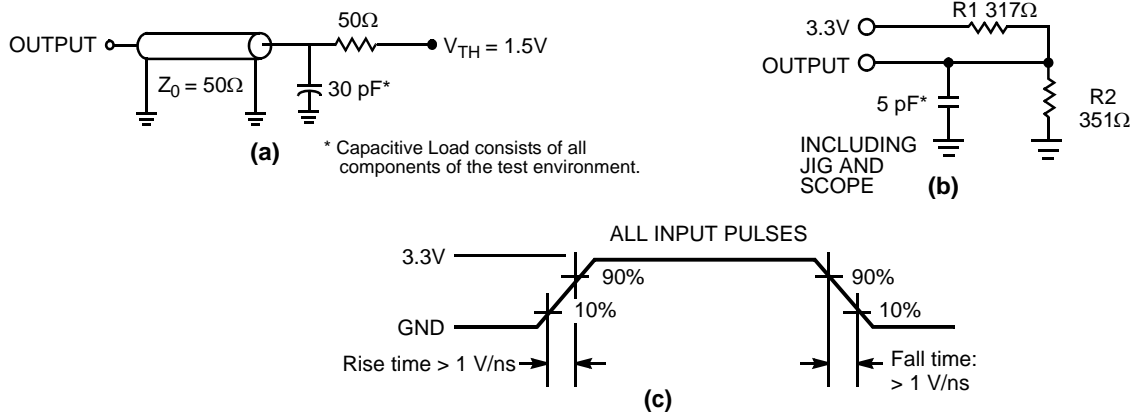 50Ω
OUTPUT
V_TH = 1.5V
Z_0 = 50Ω
30 pF*
(a)
* Capacitive Load consists of all
components of the test environment.
R1 317Ω
3.3V
OUTPUT
5 pF*
R2
351Ω
INCLUDING
JIG AND
SCOPE
(b)
ALL INPUT PULSES
3.3V
90%
90%
10%
10%
GND
Rise time > 1 V/ns
Fall time:
> 1 V/ns
(c)